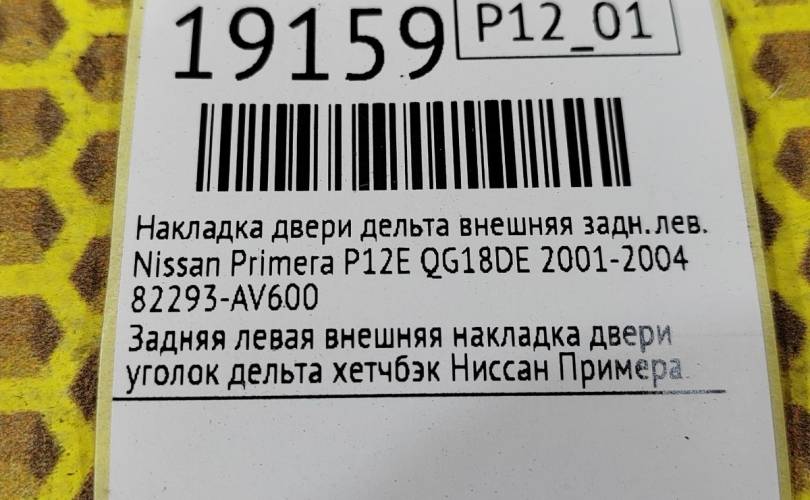 19159
P12_01
Накладка двери дельта внешняя задн.лев.
Nissan Primera P12E QG18DE 2001-2004
82293-AV600
Задняя левая внешняя накладка двери
уголок дельта хетчбэк Ниссан Примера